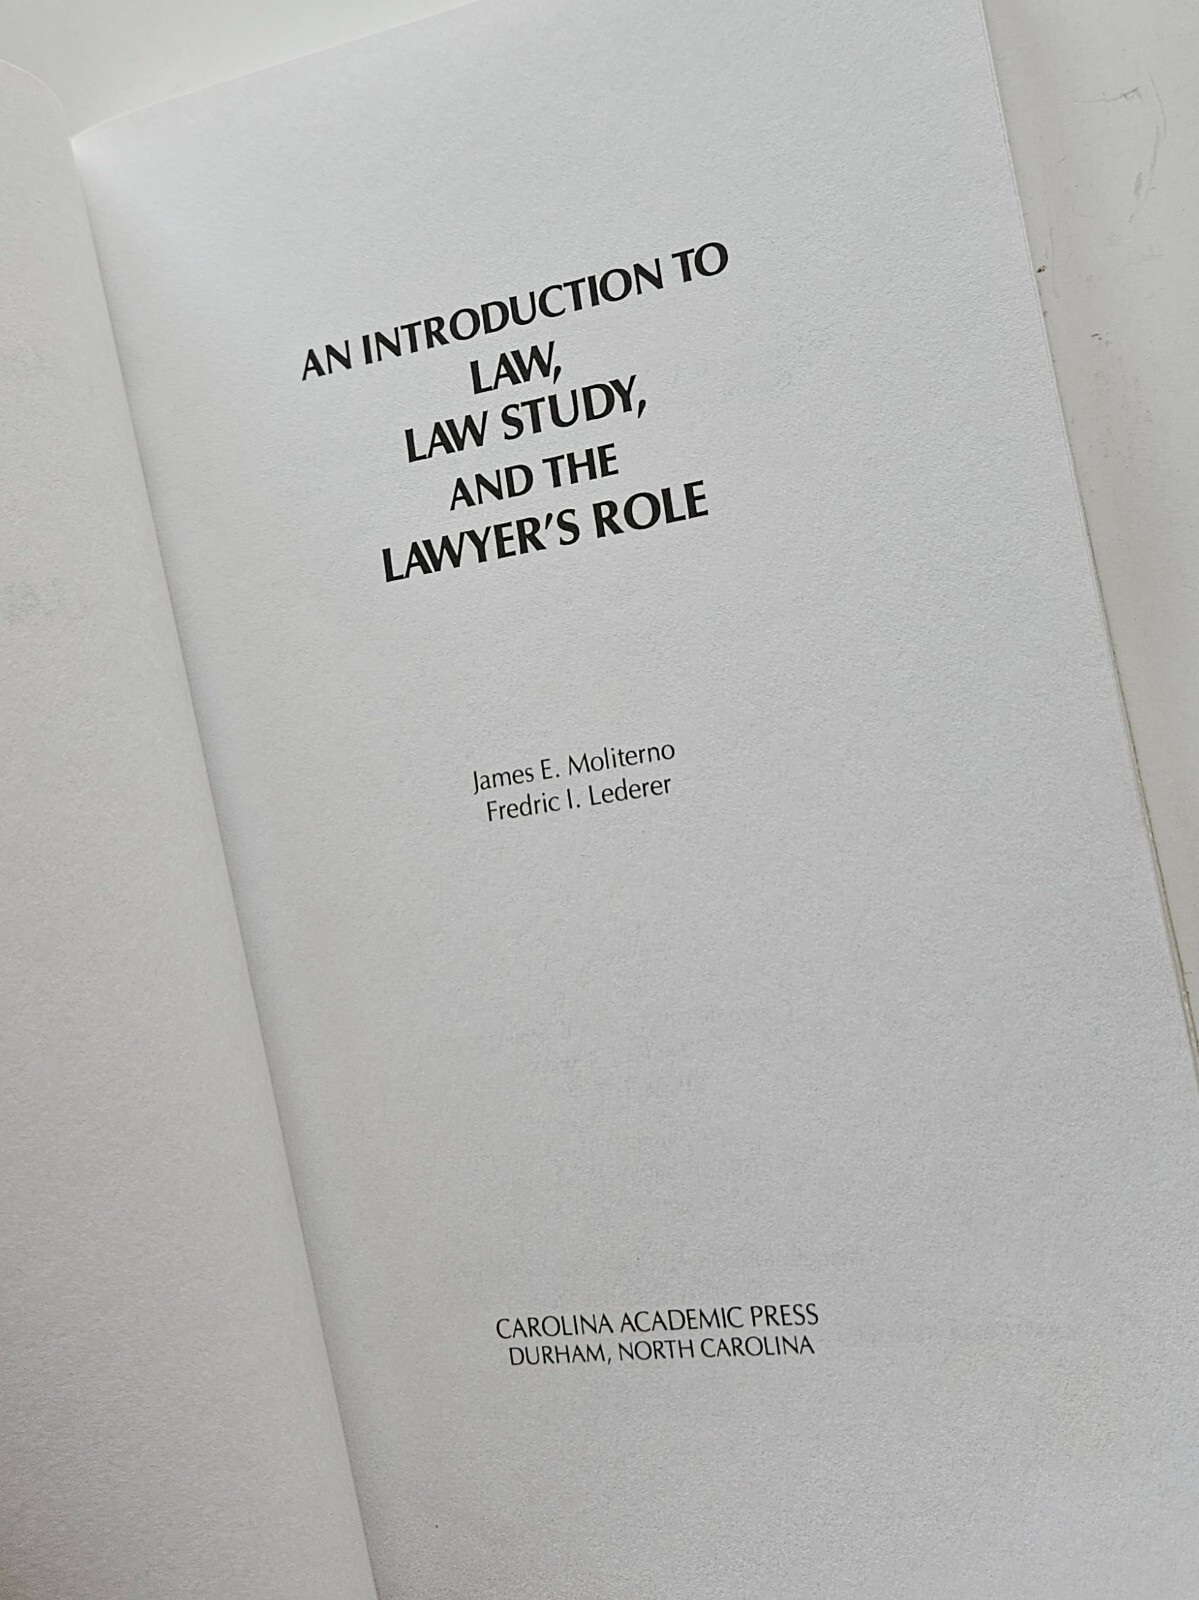 AN INTRODUCTION TO
LAW,
LAW STUDY,
AND THE
LAWYER'S ROLE
James E. Moliterno
Fredric I. Lederer
CAROLINA ACADEMIC PRESS
DURHAM, NORTH CAROLINA